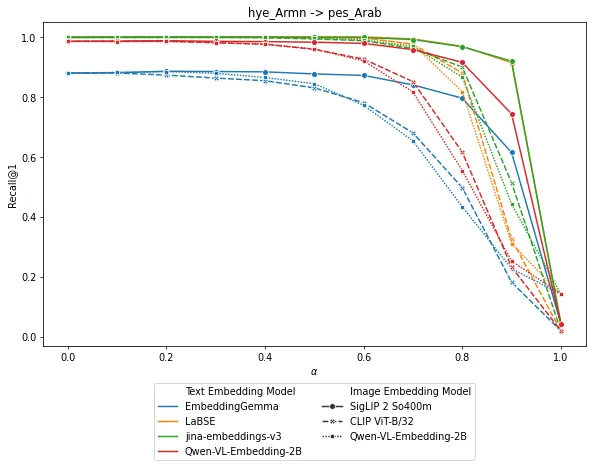 hye_Armn -> pes_Arab
1.0
0.8
0.6
0.4
0.2
0.0
Recall@1
0.0 0.2 0.4 0.6 0.8 1.0
α
Text Embedding Model Image Embedding Model
EmbeddingGemma SigLIP 2 So400m
LaBSE CLIP ViT-B/32
jina-embeddings-v3 Qwen-VL-Embedding-2B
Qwen-VL-Embedding-2B